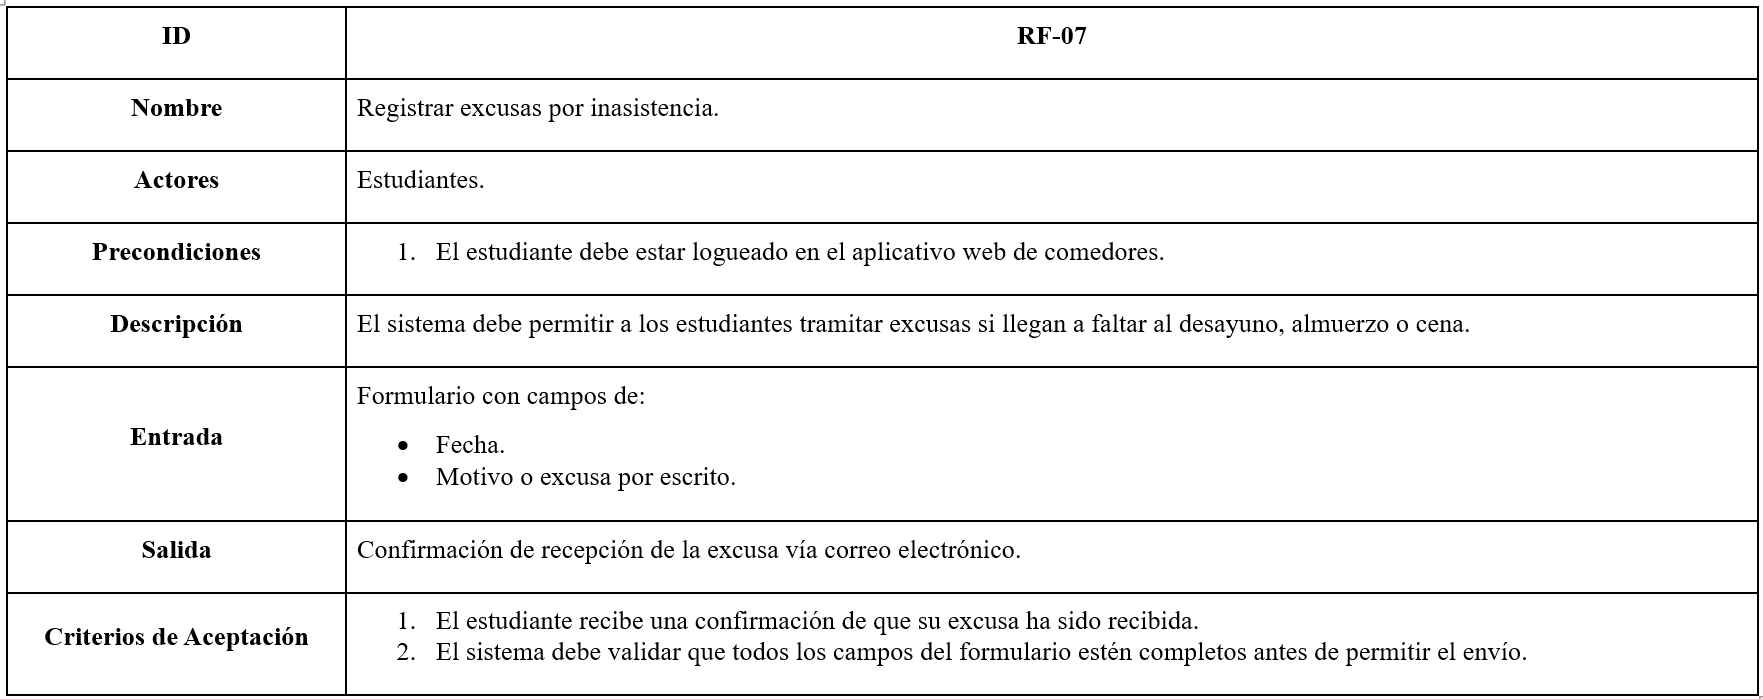 ID
RF-07
Nombre
Registrar excusas por inasistencia.
Actores
Estudiantes.
Precondiciones
1. El estudiante debe estar logueado en el aplicativo web de comedores.
Descripción
El sistema debe permitir a los estudiantes tramitar excusas si llegan a faltar al desayuno, almuerzo o cena.
Entrada
Formulario con campos de:
• Fecha.
• Motivo o excusa por escrito.
Salida
Confirmación de recepción de la excusa vía correo electrónico.
Criterios de Aceptación
1. El estudiante recibe una confirmación de que su excusa ha sido recibida.
2. El sistema debe validar que todos los campos del formulario estén completos antes de permitir el envío.